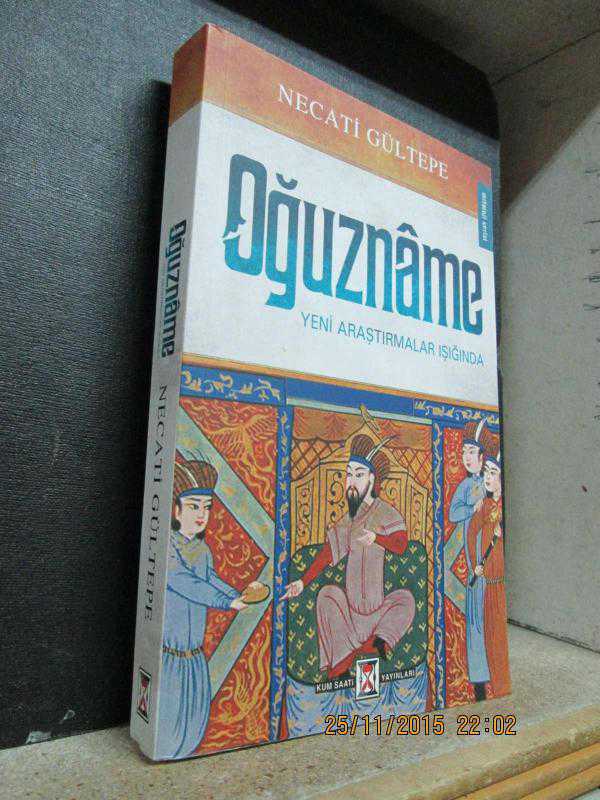 NECATİ GÜLTEPE
Oğuznâme
YENİ ARAŞTIRMALAR IŞIĞINDA
Oğuznâme
NECATİ GÜLTEPE
KUM SAATİ YAYINLARI
25/11/2015 22:02